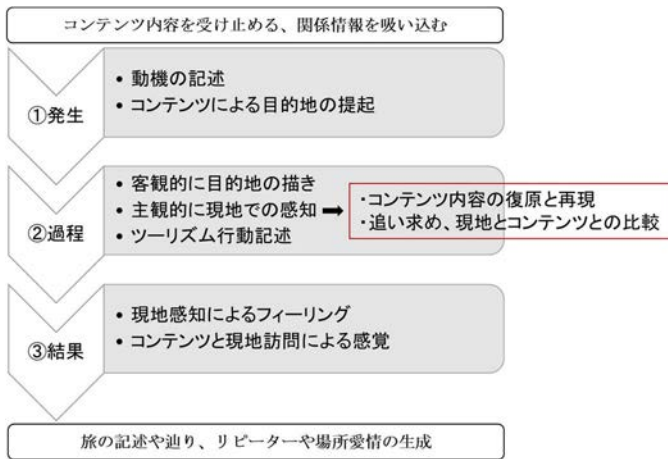 コンテンツ内容を受け止める、関係情報を吸い込む
①発生
• 動機の記述
• コンテンツによる目的地の提起
②過程
• 客観的に目的地の描き
• 主観的に現地での感知
• ツーリズム行動記述
・コンテンツ内容の復原と再現
・追い求め、現地とコンテンツとの比較
③結果
• 現地感知によるフィーリング
• コンテンツと現地訪問による感覚
旅の記述や辿り、リピーターや場所愛情の生成